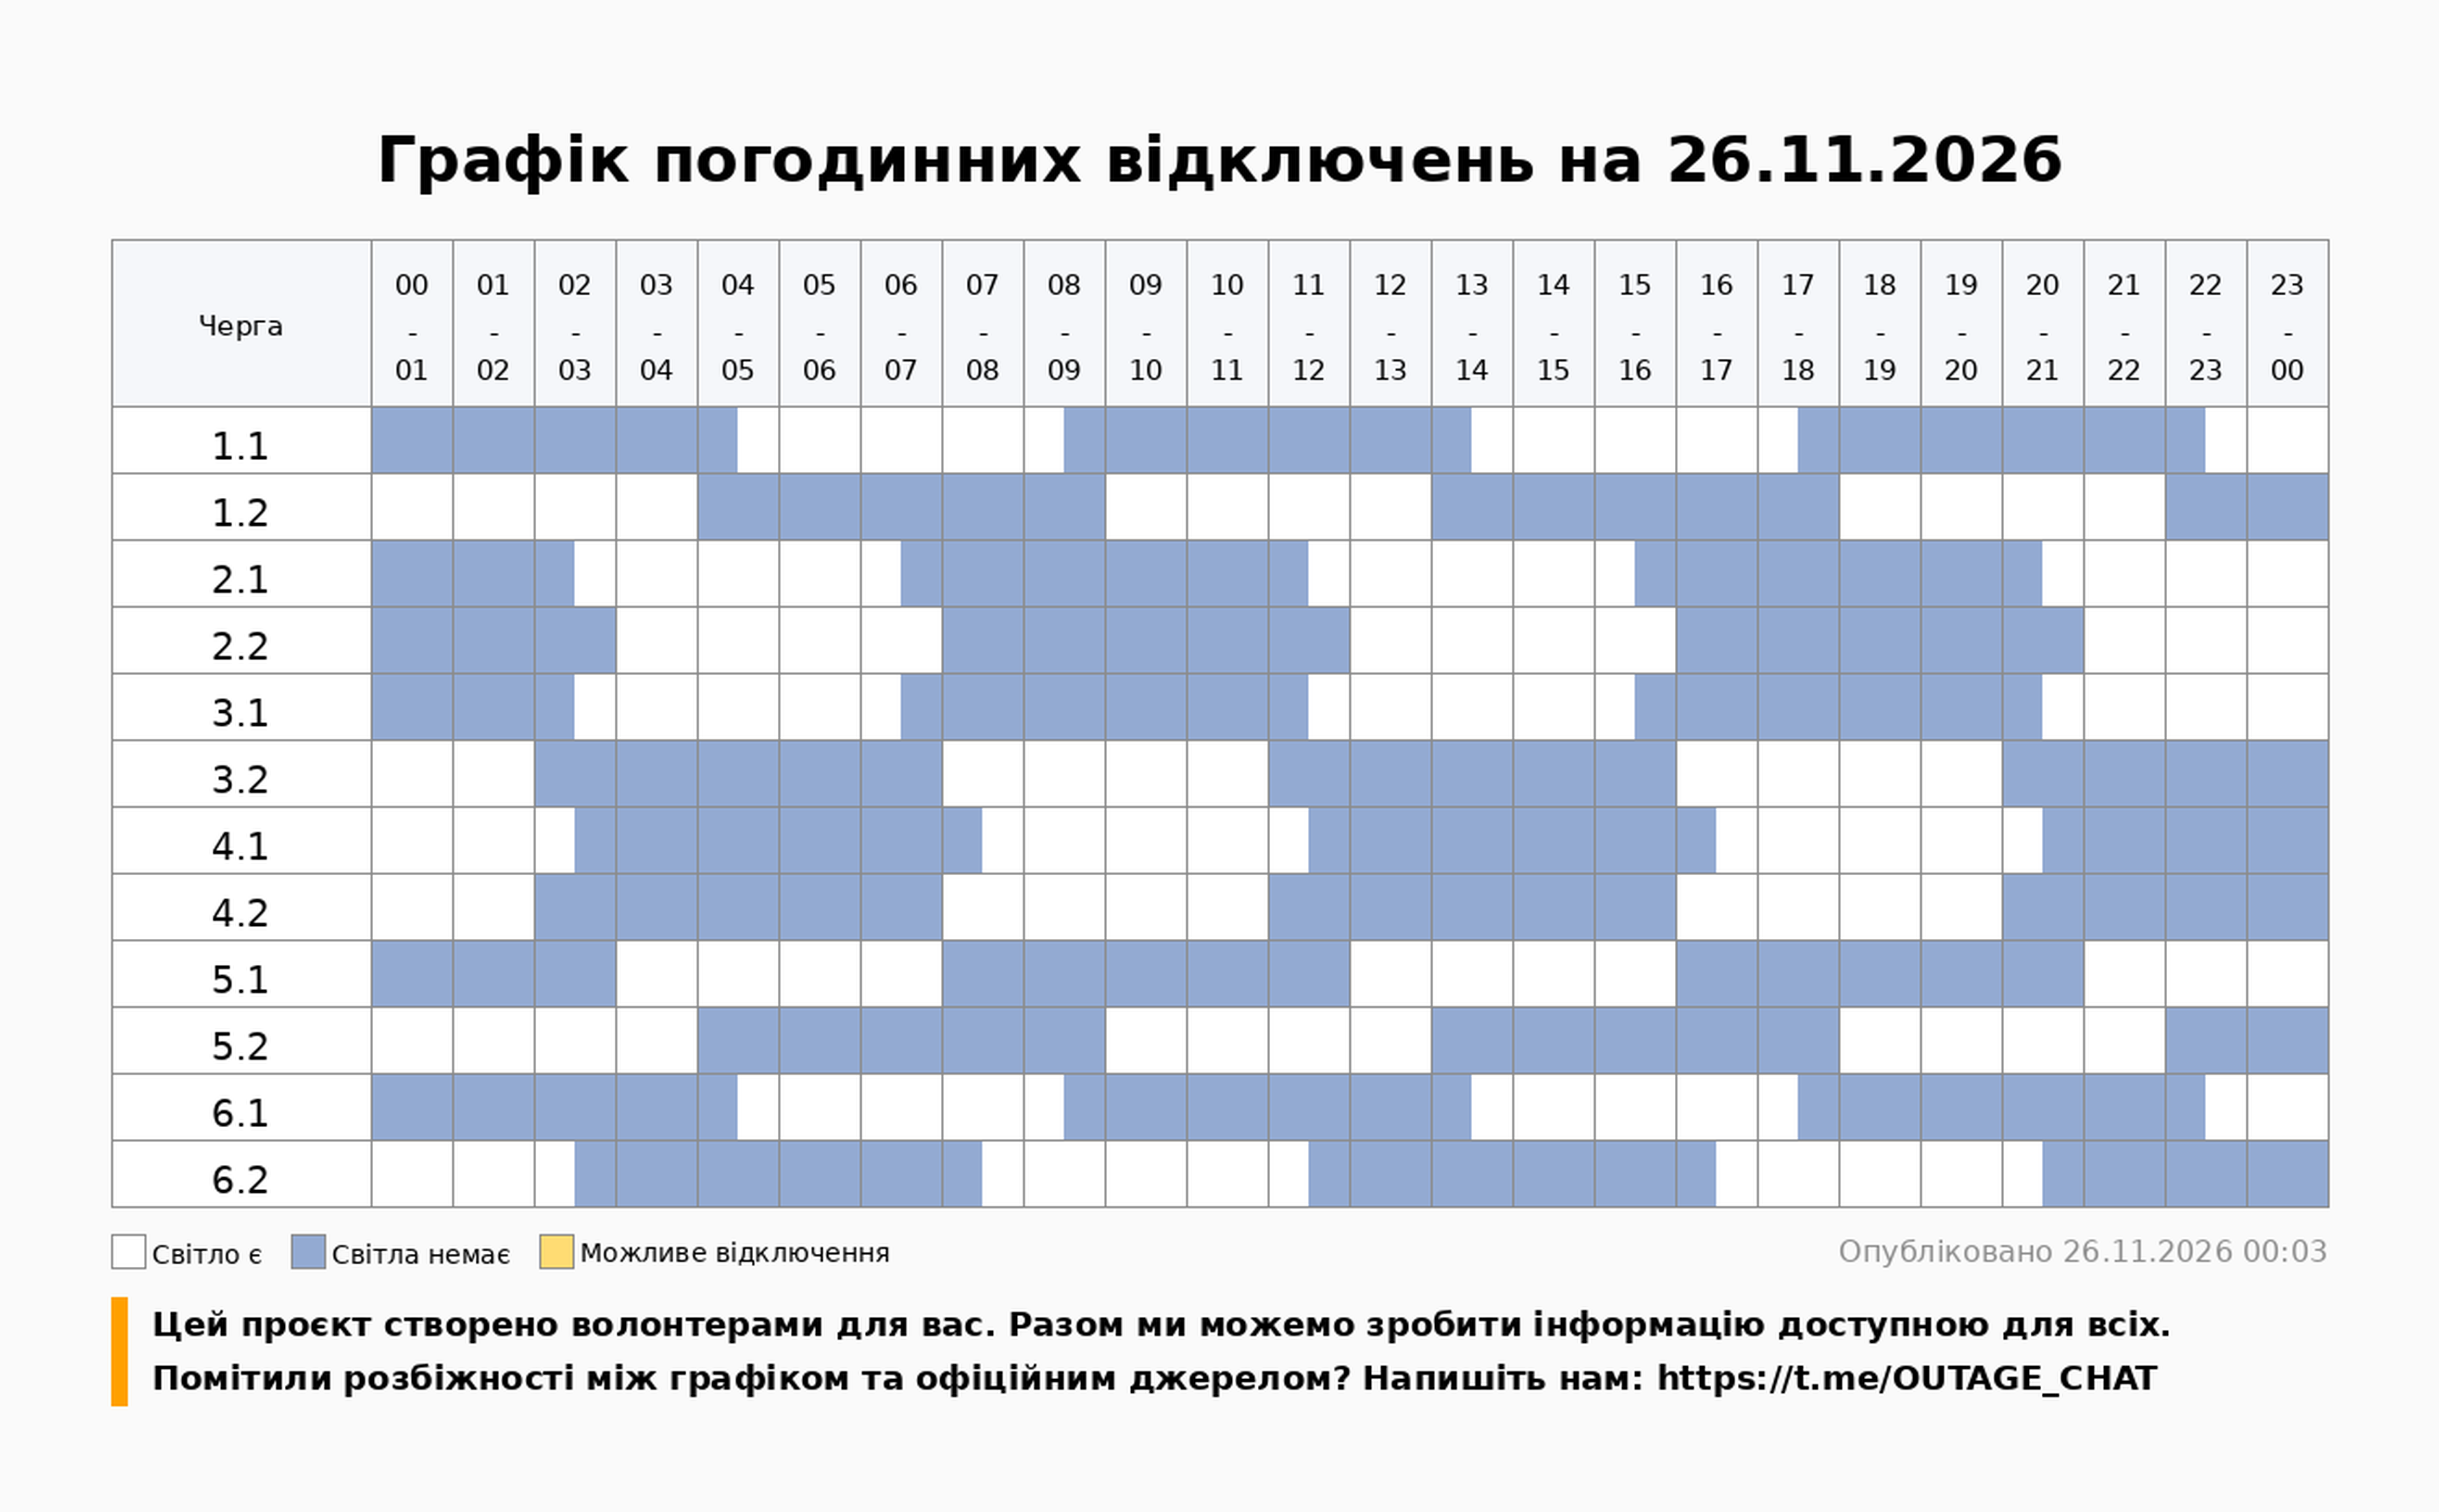 Графік погодинних відключень на 26.11.2026
Черга
00 - 01
01 - 02
02 - 03
03 - 04
04 - 05
05 - 06
06 - 07
07 - 08
08 - 09
09 - 10
10 - 11
11 - 12
12 - 13
13 - 14
14 - 15
15 - 16
16 - 17
17 - 18
18 - 19
19 - 20
20 - 21
21 - 22
22 - 23
23 - 00
1.1
1.2
2.1
2.2
3.1
3.2
4.1
4.2
5.1
5.2
6.1
6.2
Світло є
Світла немає
Можливе відключення
Опубліковано 26.11.2026 00:03
Цей проєкт створено волонтерами для вас. Разом ми можемо зробити інформацію доступною для всіх.
Помітили розбіжності між графіком та офіційним джерелом? Напишіть нам: https://t.me/OUTAGE_CHAT